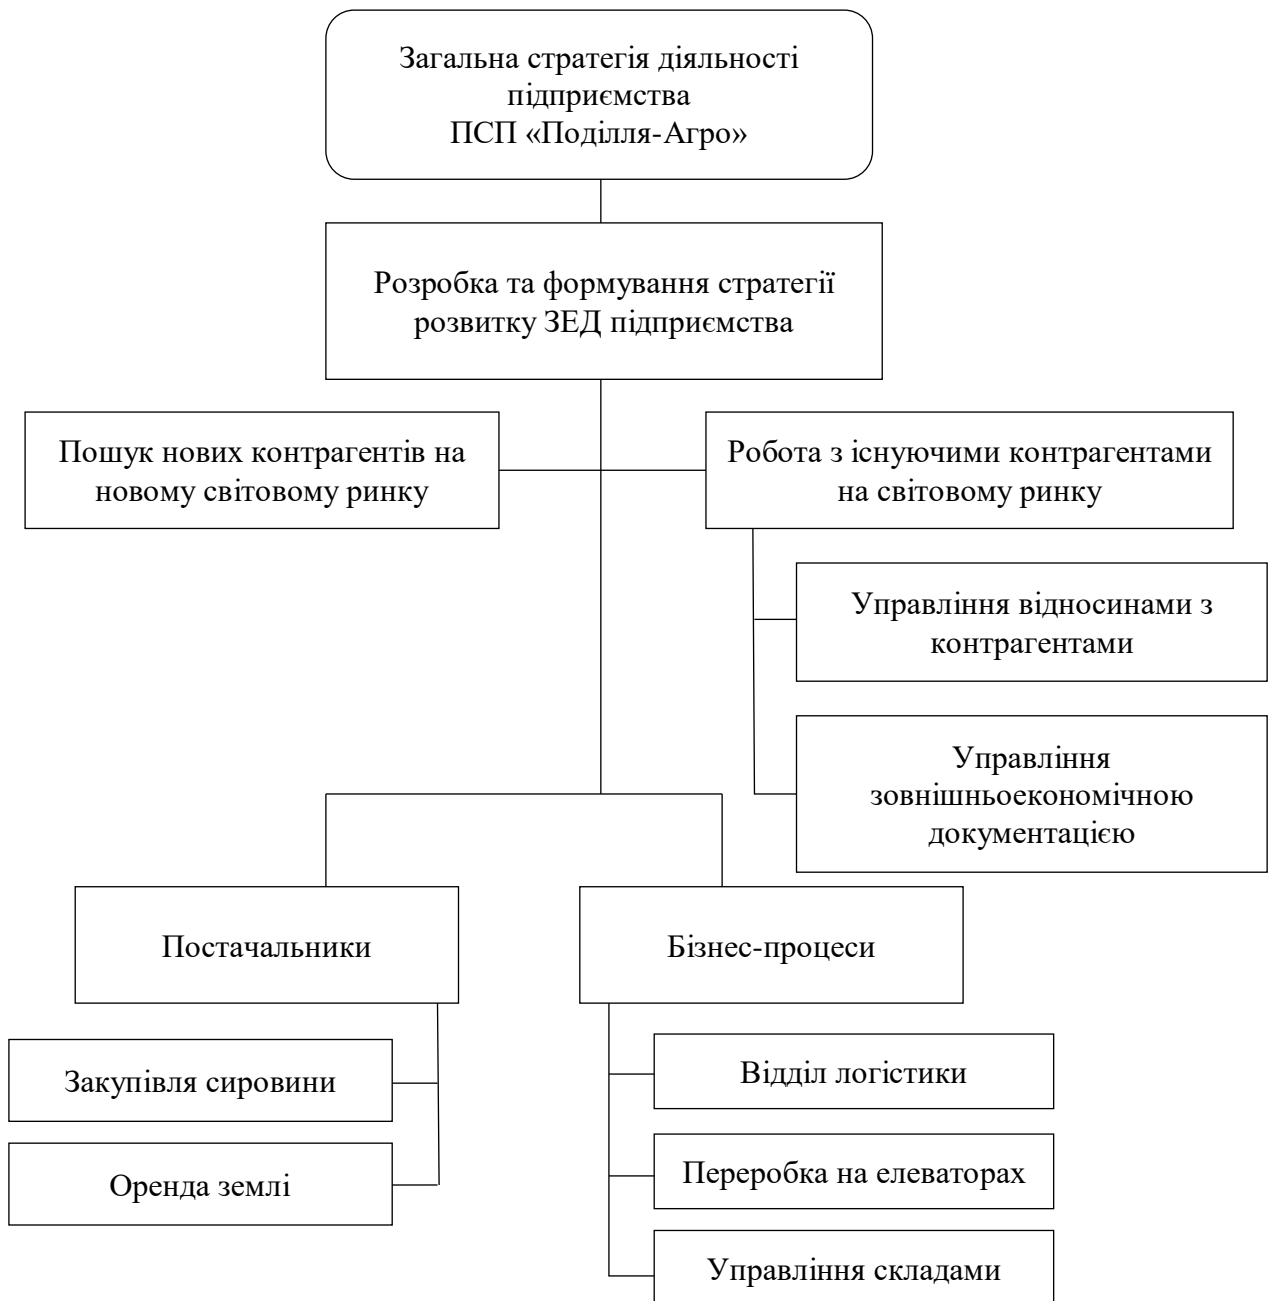 Загальна стратегія діяльності
підприємства
ПСП «Поділля-Агро»
Розробка та формування стратегії
розвитку ЗЕД підприємства
Пошук нових контрагентів на
новому світовому ринку
Робота з існуючими контрагентами
на світовому ринку
Управління відносинами з
контрагентами
Управління
зовнішньоекономічною
документацією
Постачальники
Бізнес-процеси
Закупівля сировини
Оренда землі
Відділ логістики
Переробка на елеваторах
Управління складами